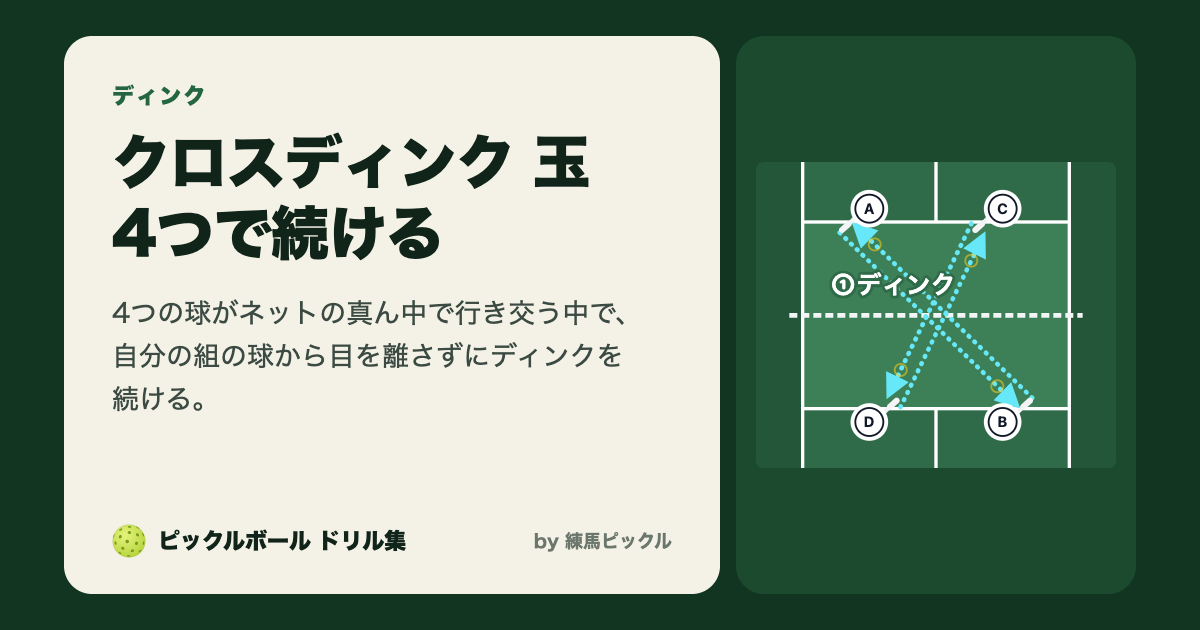 ディンク
クロスディンク 玉
4つで続ける
4つの球がネットの真ん中で行き交う中で、
自分の組の球から目を離さずにディンクを
続ける。
ピックルボール ドリル集
by 練馬ピックル
A
C
①ディンク
D
B